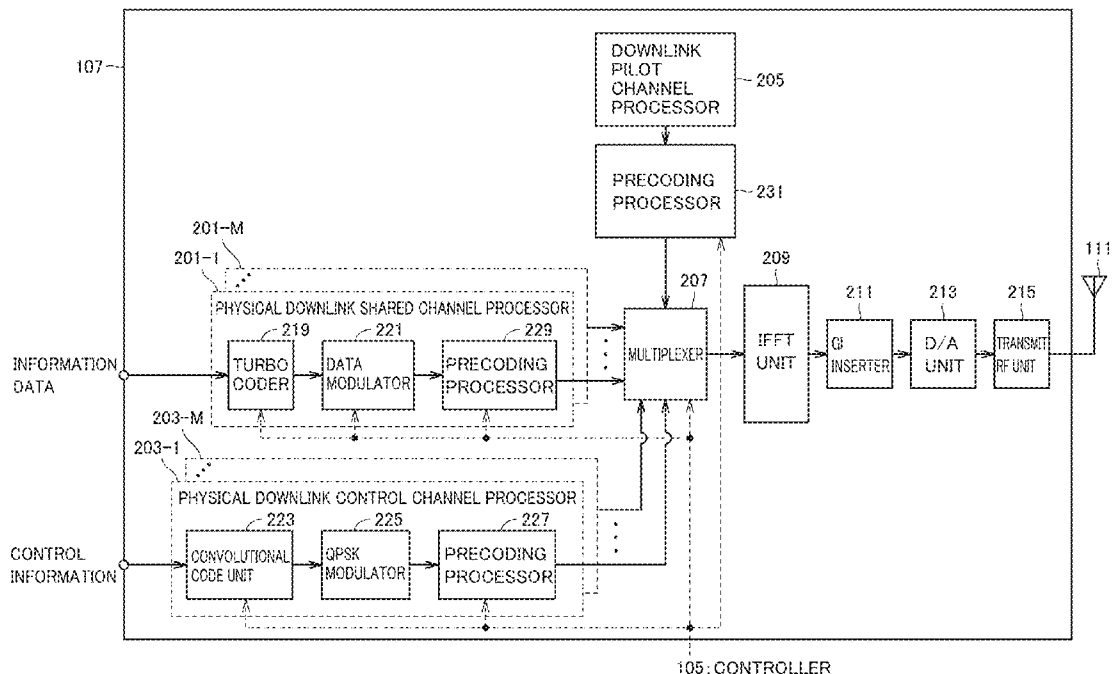 107
DOWNLINK
PILOT
CHANNEL
PROCESSOR
205
PRECODING
PROCESSOR
231
201-M
201-1
PHYSICAL DOWNLINK SHARED CHANNEL PROCESSOR
219
221
229
TURBO
CODER
DATA
MODULATOR
PRECODING
PROCESSOR
INFORMATION
DATA
207
MULTIPLEXER
209
IFFT
UNIT
211
GI
INSERTER
213
D/A
UNIT
215
TRANSMIT
RF UNIT
111
203-M
203-1
PHYSICAL DOWNLINK CONTROL CHANNEL PROCESSOR
223
225
227
CONVOLUTIONAL
CODE UNIT
QPSK
MODULATOR
PRECODING
PROCESSOR
CONTROL
INFORMATION
105:CONTROLLER